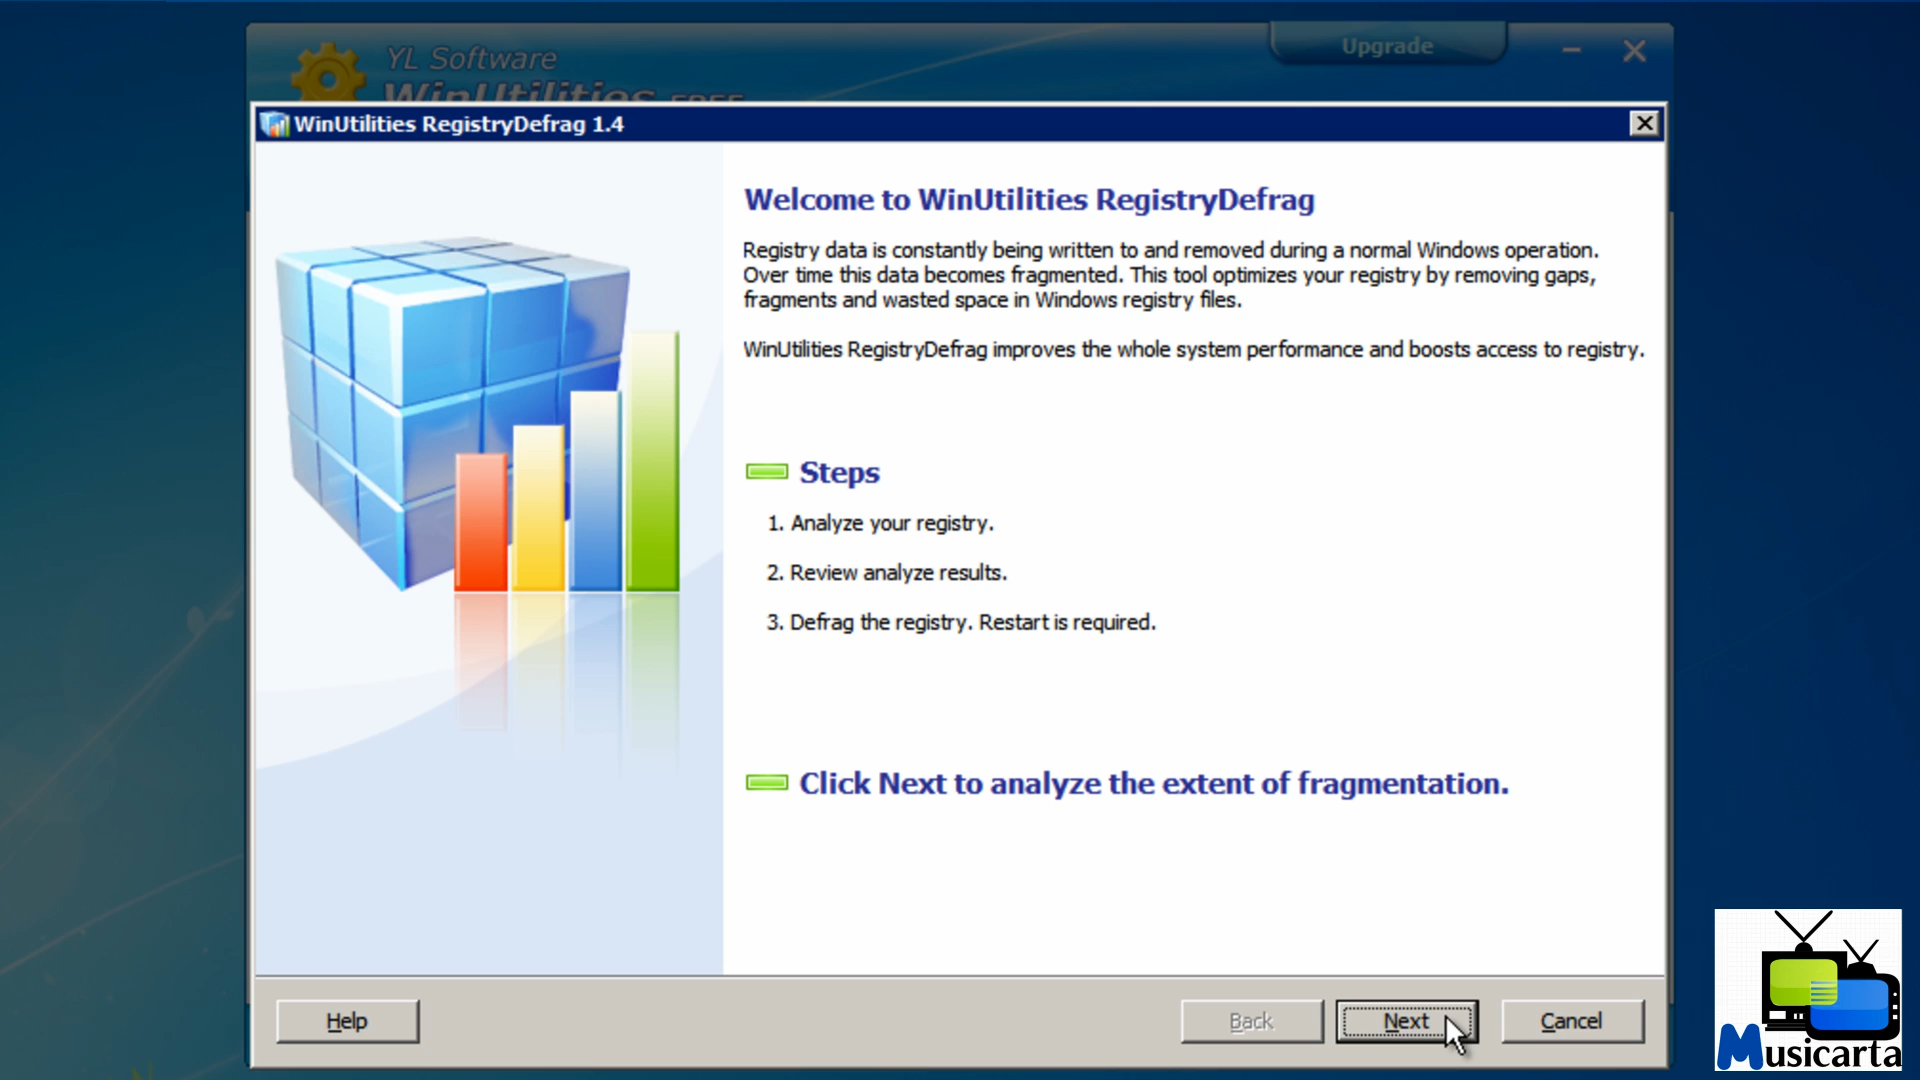 YL Software
Upgrade
WinUtilities FREE
WinUtilities RegistryDefrag 1.4
Welcome to WinUtilities RegistryDefrag
Registry data is constantly being written to and removed during a normal Windows operation.
Over time this data becomes fragmented. This tool optimizes your registry by removing gaps,
fragments and wasted space in Windows registry files.
WinUtilities RegistryDefrag improves the whole system performance and boosts access to registry.
Steps
1. Analyze your registry.
2. Review analyze results.
3. Defrag the registry. Restart is required.
Click Next to analyze the extent of fragmentation.
Help
Back
Next
Cancel
Musicarta